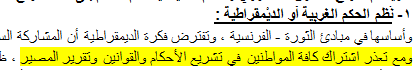 ١- نظم الحكم الغربية أو الديمقراطية :
وأساسها في مبادئ الثورة - الفرنسية ، وتفترض فكرة الديمقراطية أن المشاركة
ومع تعذر اشتراك كافة المواطنين في تشريع الأحكام والقوانين وتقرير المصير ،